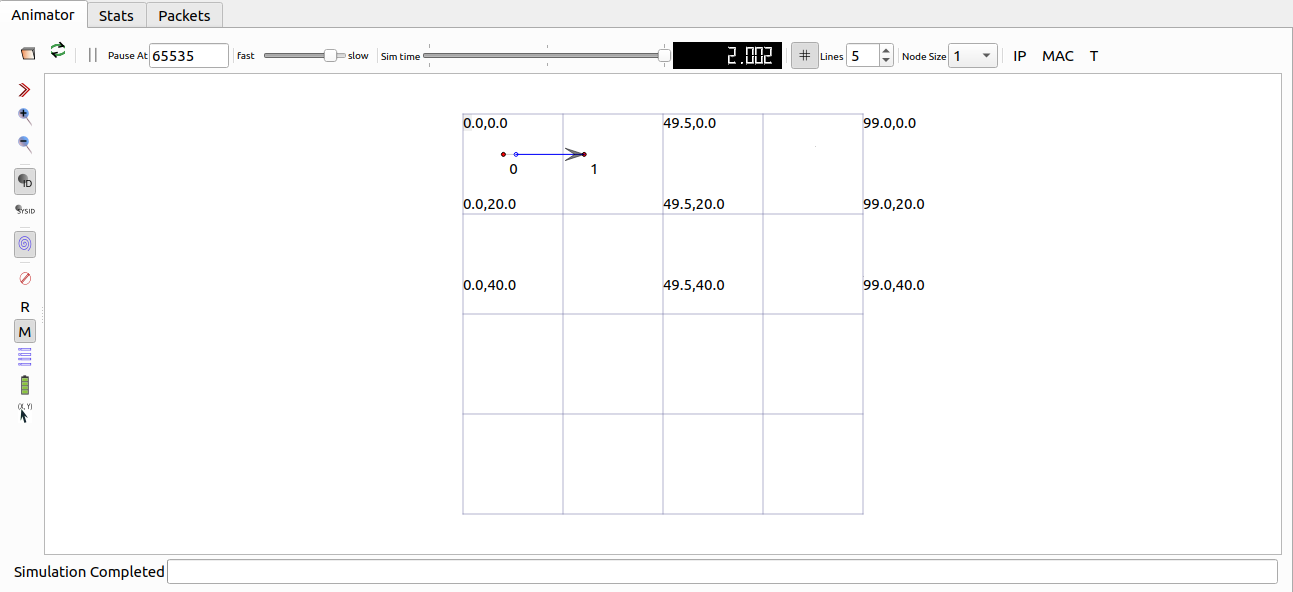 Animator Stats Packets
Pause At 65535 fast slow Sim time 2.002 # Lines 5 Node Size 1 IP MAC T
0.0,0.0 49.5,0.0 99.0,0.0
0 1
ID
SYSID
0.0,20.0 49.5,20.0 99.0,20.0
0.0,40.0 49.5,40.0 99.0,40.0
R
M
(X, Y)
Simulation Completed